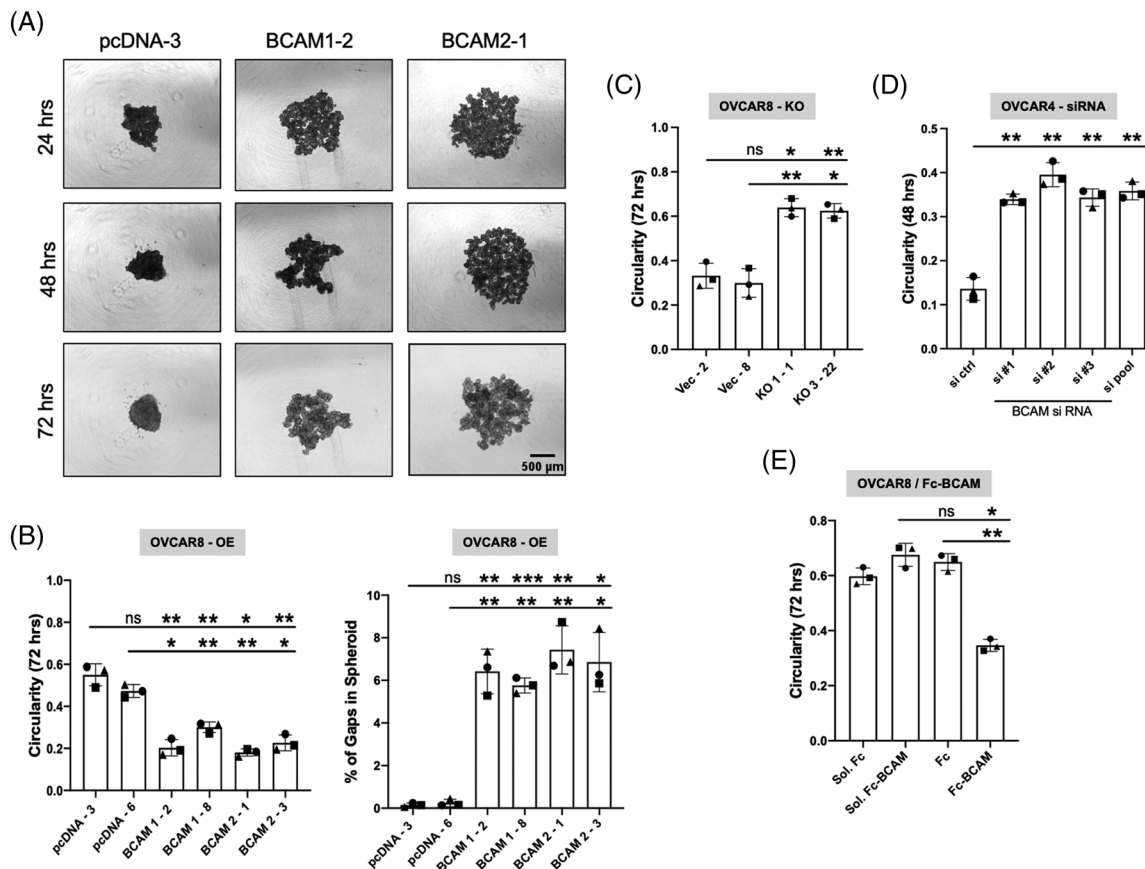 (A)
pcDNA-3 BCAM1-2 BCAM2-1
24 hrs
48 hrs
72 hrs
500 µm
(B)
OVCAR8 - OE
Circularity (72 hrs)
1.0
0.8
0.6
0.4
0.2
0.0
ns ** ** * **
* ** ** *
pcDNA - 3
pcDNA - 6
BCAM 1 - 2
BCAM 1 - 8
BCAM 2 - 1
BCAM 2 - 3
OVCAR8 - OE
% of Gaps in Spheroid
10
8
6
4
2
0
ns ** *** ** *
** ** ** *
pcDNA - 3
pcDNA - 6
BCAM 1 - 2
BCAM 1 - 8
BCAM 2 - 1
BCAM 2 - 3
(C)
OVCAR8 - KO
Circularity (72 hrs)
1.0
0.8
0.6
0.4
0.2
0.0
ns * **
** *
Vec - 2
Vec - 8
KO 1 - 1
KO 3 - 22
(D)
OVCAR4 - siRNA
Circularity (48 hrs)
0.5
0.4
0.3
0.2
0.1
0.0
** ** ** **
si ctrl
si #1
si #2
si #3
si pool
BCAM si RNA
(E)
OVCAR8 / Fc-BCAM
Circularity (72 hrs)
0.8
0.6
0.4
0.2
0.0
ns *
**
Sol. Fc
Sol. Fc-BCAM
Fc
Fc-BCAM